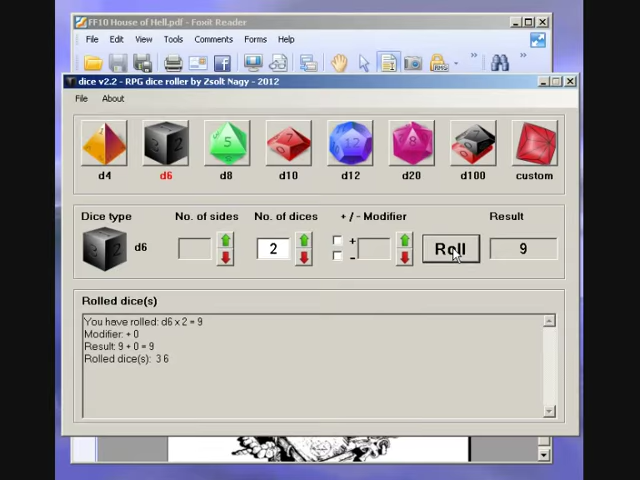 FF10 House of Hell.pdf - Foxit Reader
File Edit View Tools Comments Forms Help
dice v2.2 - RPG dice roller by Zsolt Nagy - 2012
File About
d4 d6 d8 d10 d12 d20 d100 custom
Dice type No. of sides No. of dices + / - Modifier Result
d6 2 + - Roll 9
Rolled dice(s)
You have rolled: d6 x 2 = 9
Modifier: + 0
Result: 9 + 0 = 9
Rolled dice(s): 3 6